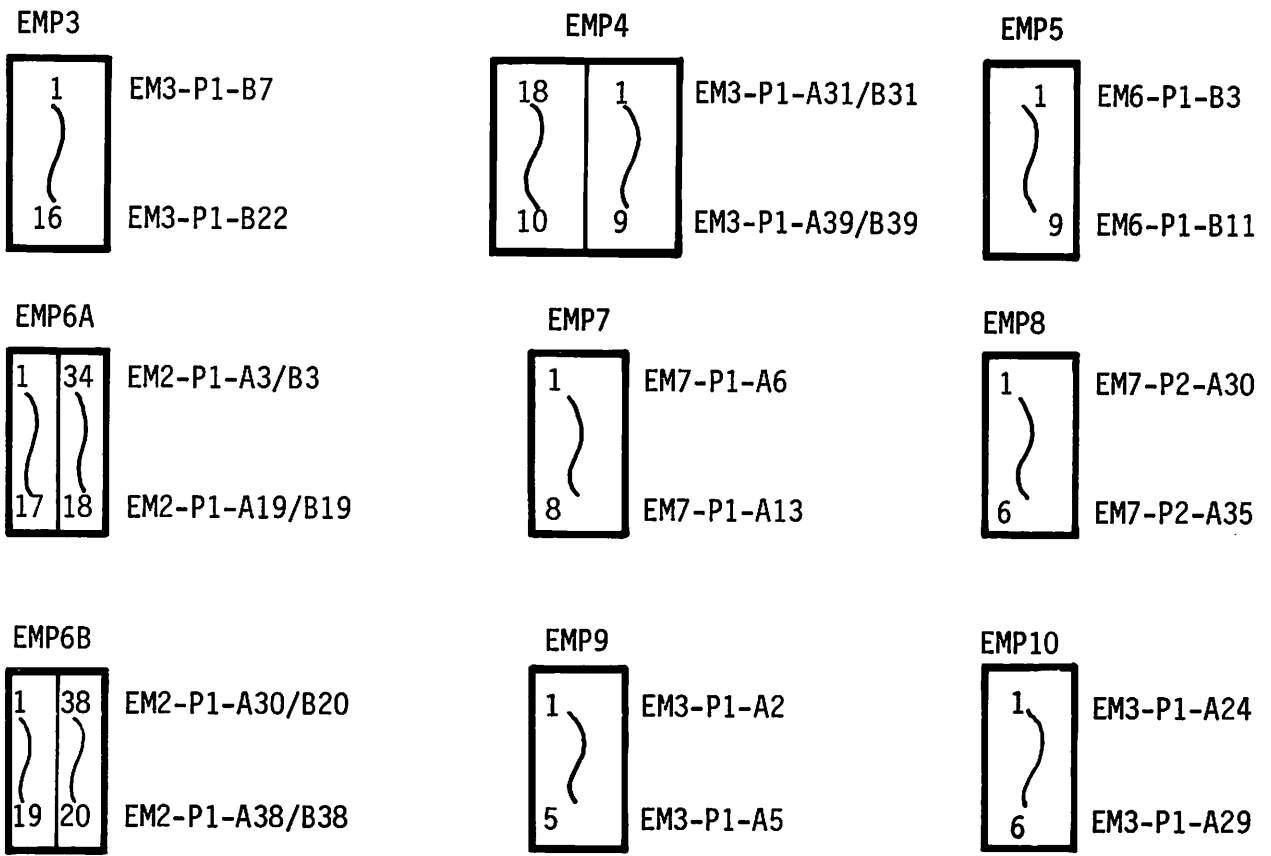 EMP3
1 EM3-P1-B7
16 EM3-P1-B22
EMP4
18 1 EM3-P1-A31/B31
10 9 EM3-P1-A39/B39
EMP5
1 EM6-P1-B3
9 EM6-P1-B11
EMP6A
1 34 EM2-P1-A3/B3
17 18 EM2-P1-A19/B19
EMP7
1 EM7-P1-A6
8 EM7-P1-A13
EMP8
1 EM7-P2-A30
6 EM7-P2-A35
EMP6B
1 38 EM2-P1-A30/B20
19 20 EM2-P1-A38/B38
EMP9
1 EM3-P1-A2
5 EM3-P1-A5
EMP10
1 EM3-P1-A24
6 EM3-P1-A29